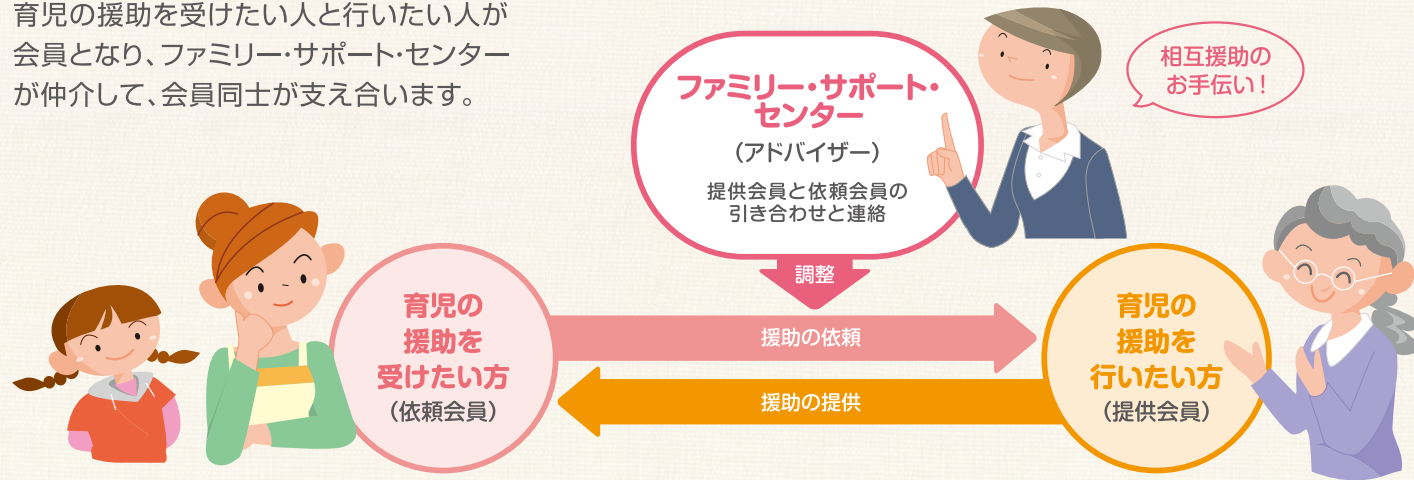 育児の援助を受けたい人と行いたい人が
会員となり、ファミリー・サポート・センター
が仲介して、会員同士が支え合います。
ファミリー・サポート・
センター
（アドバイザー）
提供会員と依頼会員の
引き合わせと連絡
相互援助の
お手伝い！
調整
育児の
援助を
受けたい方
（依頼会員）
援助の依頼
援助の提供
育児の
援助を
行いたい方
（提供会員）